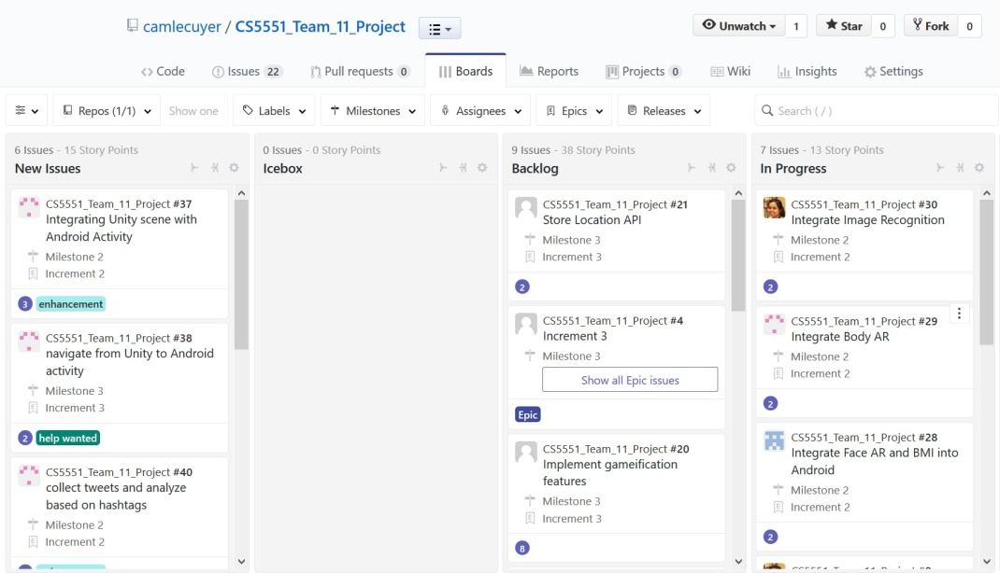 camlecuyer / CS5551_Team_11_Project
Unwatch 1 Star 0 Fork 0
Code Issues 22 Pull requests 0 Boards Reports Projects 0 Wiki Insights Settings
Repos (1/1) Show one Labels Milestones Assignees Epics Releases Search ( / )
6 Issues - 15 Story Points
New Issues
CS5551_Team_11_Project #37
Integrating Unity scene with
Android Activity
Milestone 2
Increment 2
3 enhancement
CS5551_Team_11_Project #38
navigate from Unity to Android
activity
Milestone 3
Increment 3
2 help wanted
CS5551_Team_11_Project #40
collect tweets and analyze
based on hashtags
Milestone 2
Increment 2
0 Issues - 0 Story Points
Icebox
9 Issues - 38 Story Points
Backlog
CS5551_Team_11_Project #21
Store Location API
Milestone 3
Increment 3
2
CS5551_Team_11_Project #4
Increment 3
Milestone 3
Show all Epic issues
Epic
CS5551_Team_11_Project #20
Implement gameification
features
Milestone 3
Increment 3
8
7 Issues - 13 Story Points
In Progress
CS5551_Team_11_Project #30
Integrate Image Recognition
Milestone 2
Increment 2
2
CS5551_Team_11_Project #29
Integrate Body AR
Milestone 2
Increment 2
2
CS5551_Team_11_Project #28
Integrate Face AR and BMI into
Android
Milestone 2
Increment 2
2